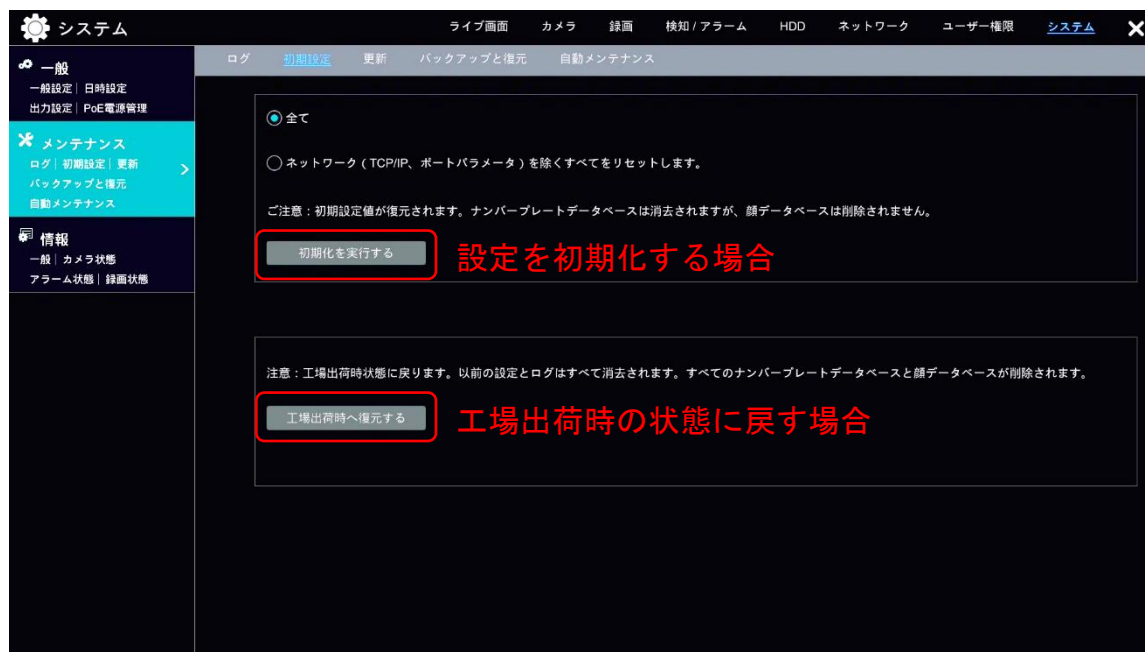 システム
ライブ画面 カメラ 録画 検知 / アラーム HDD ネットワーク ユーザー権限 システム
ログ 初期設定 更新 バックアップと復元 自動メンテナンス
一般
一般設定| 日時設定
出力設定| PoE電源管理
メンテナンス
ログ| 初期設定| 更新
バックアップと復元
自動メンテナンス
情報
一般| カメラ状態
アラーム状態| 録画状態
全て
ネットワーク ( TCP/IP、ポートパラメータ ) を除くすべてをリセットします。
ご注意 : 初期設定値が復元されます。ナンバープレートデータベースは消去されますが、顔データベースは削除されません。
初期化を実行する 設定を初期化する場合
注意 : 工場出荷時状態に戻ります。以前の設定とログはすべて消去されます。すべてのナンバープレートデータベースと顔データベースが削除されます。
工場出荷時へ復元する 工場出荷時の状態に戻す場合